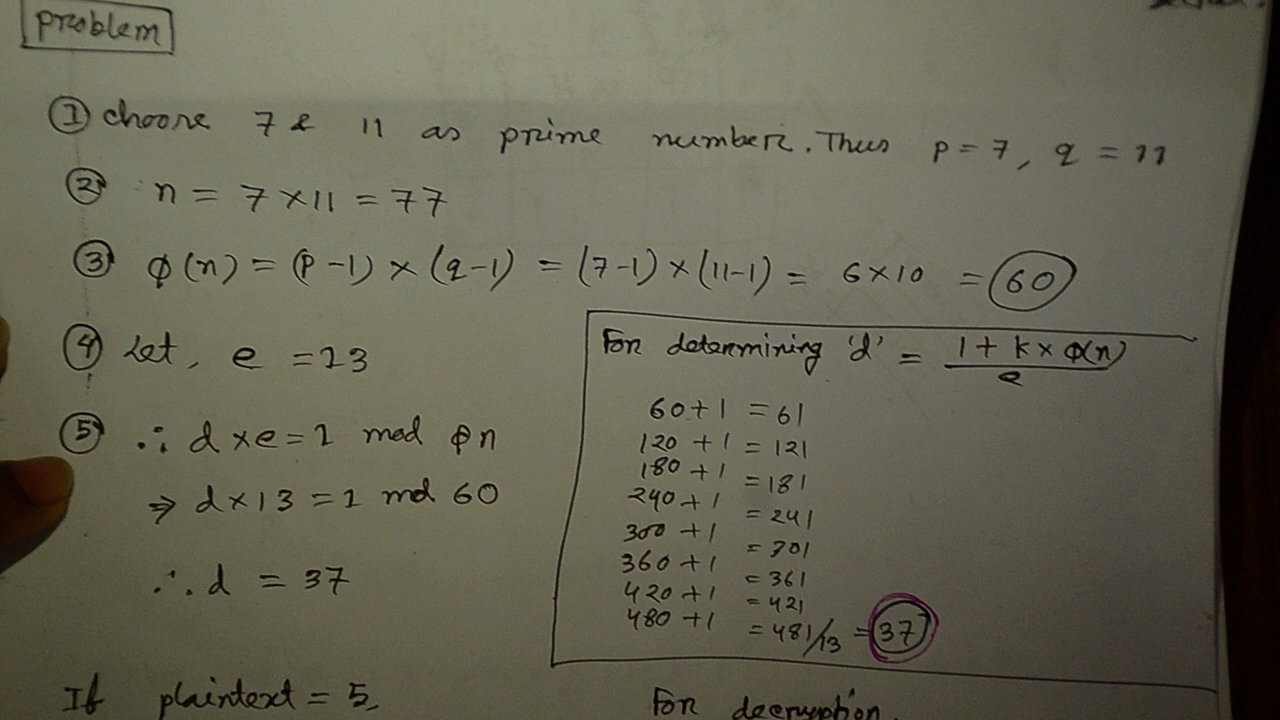 Problem
① choose 7 & 11 as prime number. Thus p = 7, q = 11
② n = 7 × 11 = 77
③ φ(n) = (p-1) × (q-1) = (7-1) × (11-1) = 6 × 10 = 60
④ Let, e = 13
⑤ ∴ d × e = 1 mod φn
⇒ d × 13 = 1 mod 60
∴ d = 37
For determining 'd' = 1 + k × φ(n) / e
60 + 1 = 61
120 + 1 = 121
180 + 1 = 181
240 + 1 = 241
300 + 1 = 301
360 + 1 = 361
420 + 1 = 421
480 + 1 = 481/13 = 37
If plaintext = 5,
For decryption,